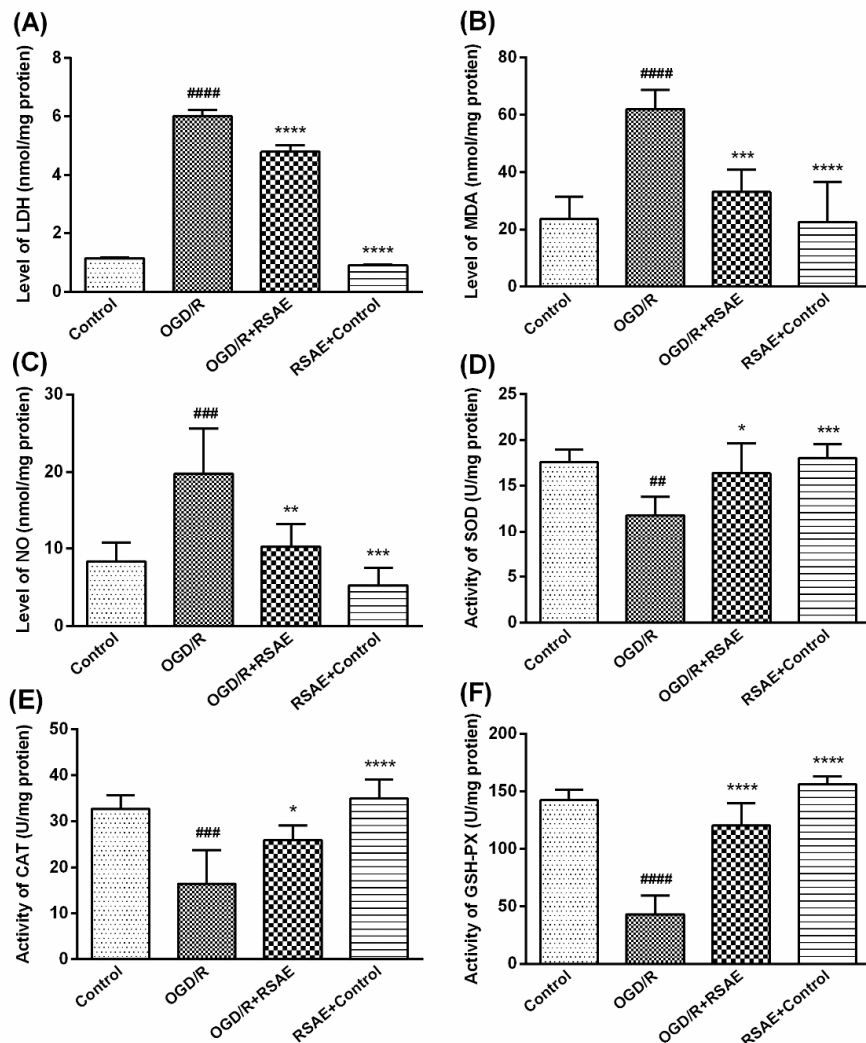 (A)
Level of LDH (nmol/mg protien)
8
6
4
2
0
####
****
****
Control
OGD/R
OGD/R+RSAE
RSAE+Control
(B)
Level of MDA (nmol/mg protien)
80
60
40
20
0
####
***
****
Control
OGD/R
OGD/R+RSAE
RSAE+Control
(C)
Level of NO (nmol/mg protien)
30
20
10
0
###
**
***
Control
OGD/R
OGD/R+RSAE
RSAE+Control
(D)
Activity of SOD (U/mg protien)
25
20
15
10
5
0
##
*
***
Control
OGD/R
OGD/R+RSAE
RSAE+Control
(E)
Activity of CAT (U/mg protien)
50
40
30
20
10
0
###
*
****
Control
OGD/R
OGD/R+RSAE
RSAE+Control
(F)
Activity of GSH-PX (U/mg protien)
200
150
100
50
0
####
****
****
Control
OGD/R
OGD/R+RSAE
RSAE+Control